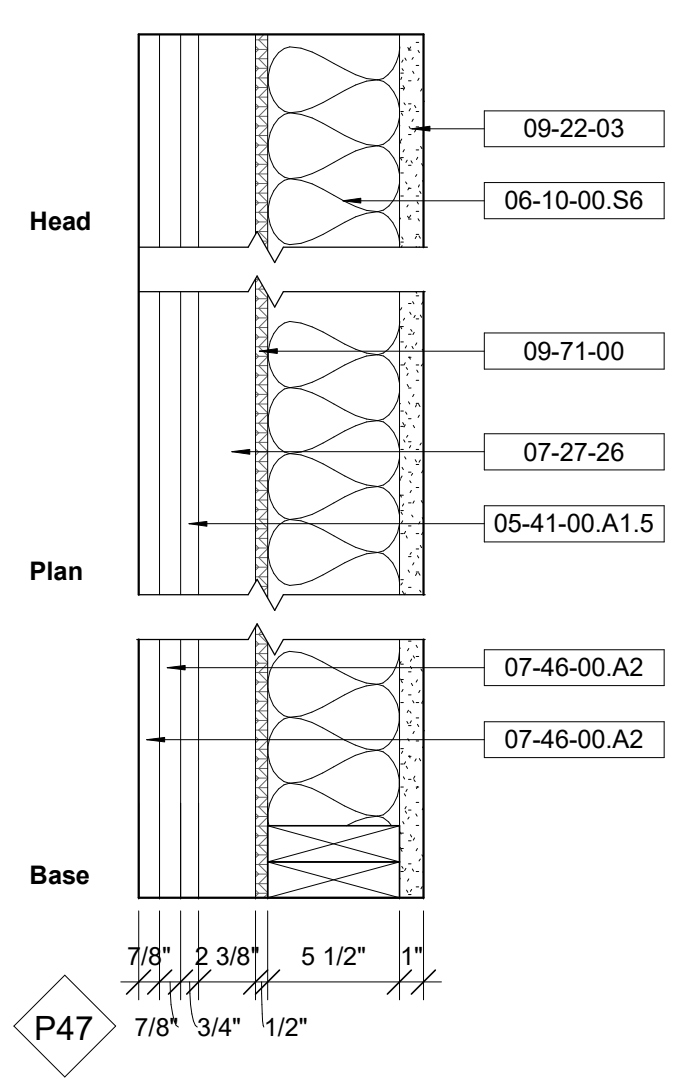 09-22-03
06-10-00.S6
Head
09-71-00
07-27-26
05-41-00.A1.5
Plan
07-46-00.A2
07-46-00.A2
Base
7/8" 2 3/8" 5 1/2" 1"
P47 7/8" 3/4" 1/2"